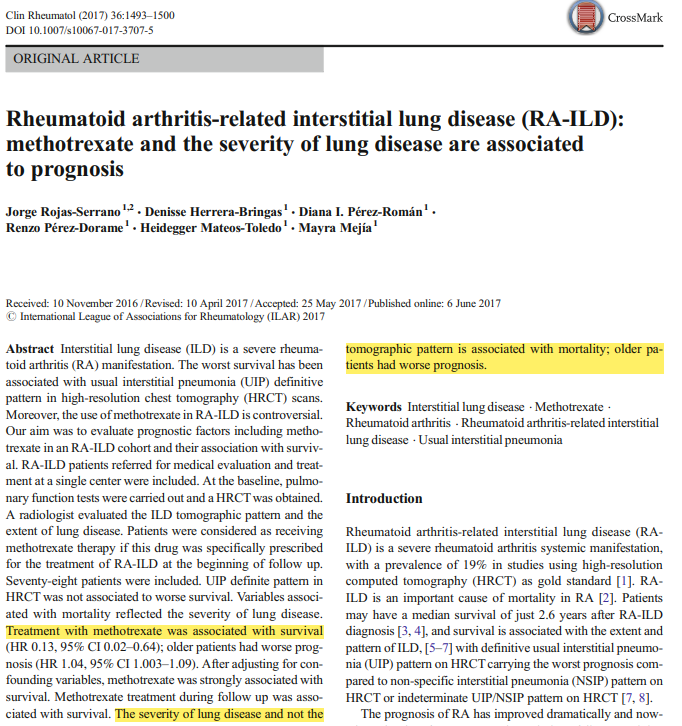 Clin Rheumatol (2017) 36:1493–1500
DOI 10.1007/s10067-017-3707-5
CrossMark
ORIGINAL ARTICLE
Rheumatoid arthritis-related interstitial lung disease (RA-ILD):
methotrexate and the severity of lung disease are associated
to prognosis
Jorge Rojas-Serrano 1,2 · Denisse Herrera-Bringas 1 · Diana I. Pérez-Román 1 ·
Renzo Pérez-Dorame 1 · Heidegger Mateos-Toledo 1 · Mayra Mejía 1
Received: 10 November 2016 / Revised: 10 April 2017 / Accepted: 25 May 2017 / Published online: 6 June 2017
© International League of Associations for Rheumatology (ILAR) 2017
Abstract Interstitial lung disease (ILD) is a severe rheuma-
toid arthritis (RA) manifestation. The worst survival has been
associated with usual interstitial pneumonia (UIP) definitive
pattern in high-resolution chest tomography (HRCT) scans.
Moreover, the use of methotrexate in RA-ILD is controversial.
Our aim was to evaluate prognostic factors including metho-
trexate in an RA-ILD cohort and their association with surviv-
al. RA-ILD patients referred for medical evaluation and treat-
ment at a single center were included. At the baseline, pulmo-
nary function tests were carried out and a HRCT was obtained.
A radiologist evaluated the ILD tomographic pattern and the
extent of lung disease. Patients were considered as receiving
methotrexate therapy if this drug was specifically prescribed
for the treatment of RA-ILD at the beginning of follow up.
Seventy-eight patients were included. UIP definite pattern in
HRCT was not associated to worse survival. Variables associ-
ated with mortality reflected the severity of lung disease.
Treatment with methotrexate was associated with survival
(HR 0.13, 95% CI 0.02–0.64); older patients had worse prog-
nosis (HR 1.04, 95% CI 1.003–1.09). After adjusting for con-
founding variables, methotrexate was strongly associated with
survival. Methotrexate treatment during follow up was asso-
ciated with survival. The severity of lung disease and not the
tomographic pattern is associated with mortality; older pa-
tients had worse prognosis.
Keywords Interstitial lung disease · Methotrexate ·
Rheumatoid arthritis · Rheumatoid arthritis-related interstitial
lung disease · Usual interstitial pneumonia
Introduction
Rheumatoid arthritis-related interstitial lung disease (RA-
ILD) is a severe rheumatoid arthritis systemic manifestation,
with a prevalence of 19% in studies using high-resolution
computed tomography (HRCT) as gold standard [1]. RA-
ILD is an important cause of mortality in RA [2]. Patients
may have a median survival of just 2.6 years after RA-ILD
diagnosis [3, 4], and survival is associated with the extent and
pattern of ILD, [5–7] with definitive usual interstitial pneumo-
nia (UIP) pattern on HRCT carrying the worst prognosis com-
pared to non-specific interstitial pneumonia (NSIP) pattern on
HRCT or indeterminate UIP/NSIP pattern on HRCT [7, 8].
The prognosis of RA has improved dramatically and now-